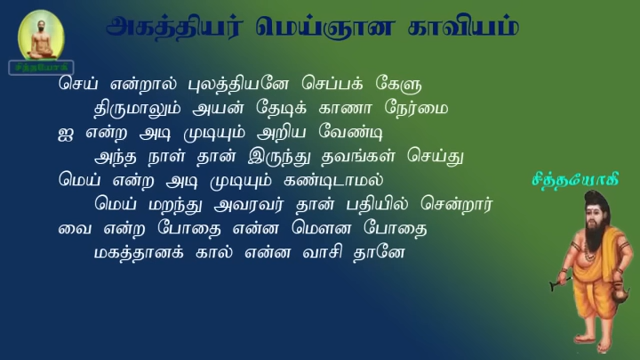 அகத்தியர் மெய்ஞான காவியம்
சித்தயோகி
செய் என்றால் புலத்தியனே செப்பக் கேளு
திருமாலும் அயன் தேடிக் காணா நேர்மை
ஐ என்ற அடி முடியும் அறிய வேண்டி
அந்த நாள் தான் இருந்து தவங்கள் செய்து
மெய் என்ற அடி முடியும் கண்டிடாமல்
மெய் மறந்து அவரவர் தான் பதியில் சென்றார்
வை என்ற போதை என்ன மௌன போதை
மகத்தானக் கால் என்ன வாசி தானே
சித்தயோகி